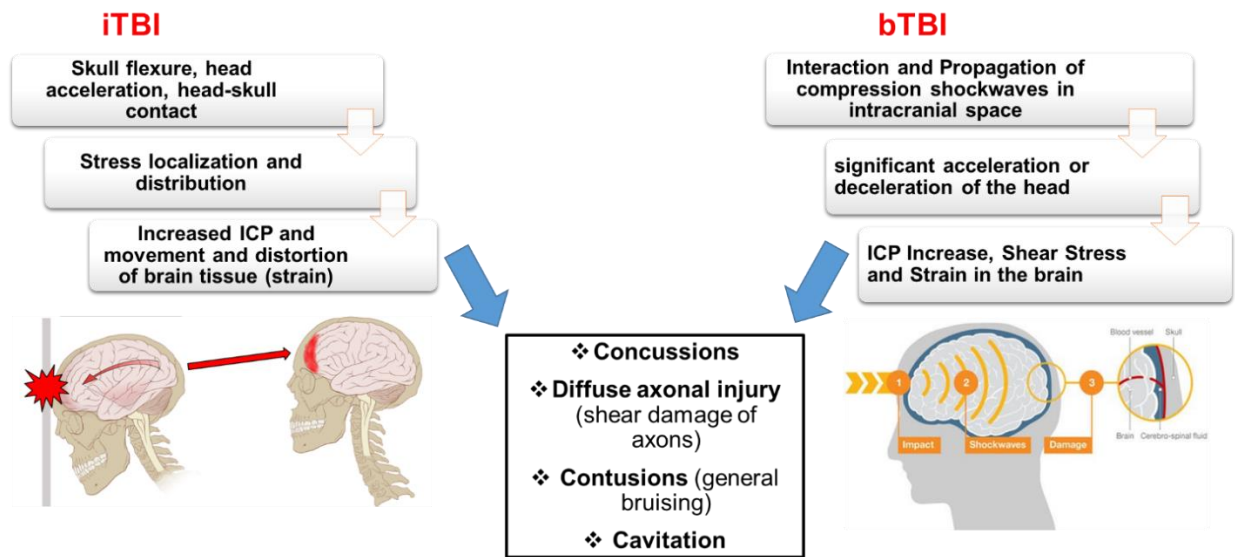 iTBI
Skull flexure, head
acceleration, head-skull
contact
Stress localization and
distribution
Increased ICP and
movement and distortion
of brain tissue (strain)
bTBI
Interaction and Propagation of
compression shockwaves in
intracranial space
significant acceleration or
deceleration of the head
ICP Increase, Shear Stress
and Strain in the brain
❖ Concussions
❖ Diffuse axonal injury
(shear damage of
axons)
❖ Contusions (general
bruising)
❖ Cavitation
Blood vessel Skull
1 2 3
Brain Cerebro-spinal fluid
Impact Shockwaves Damage